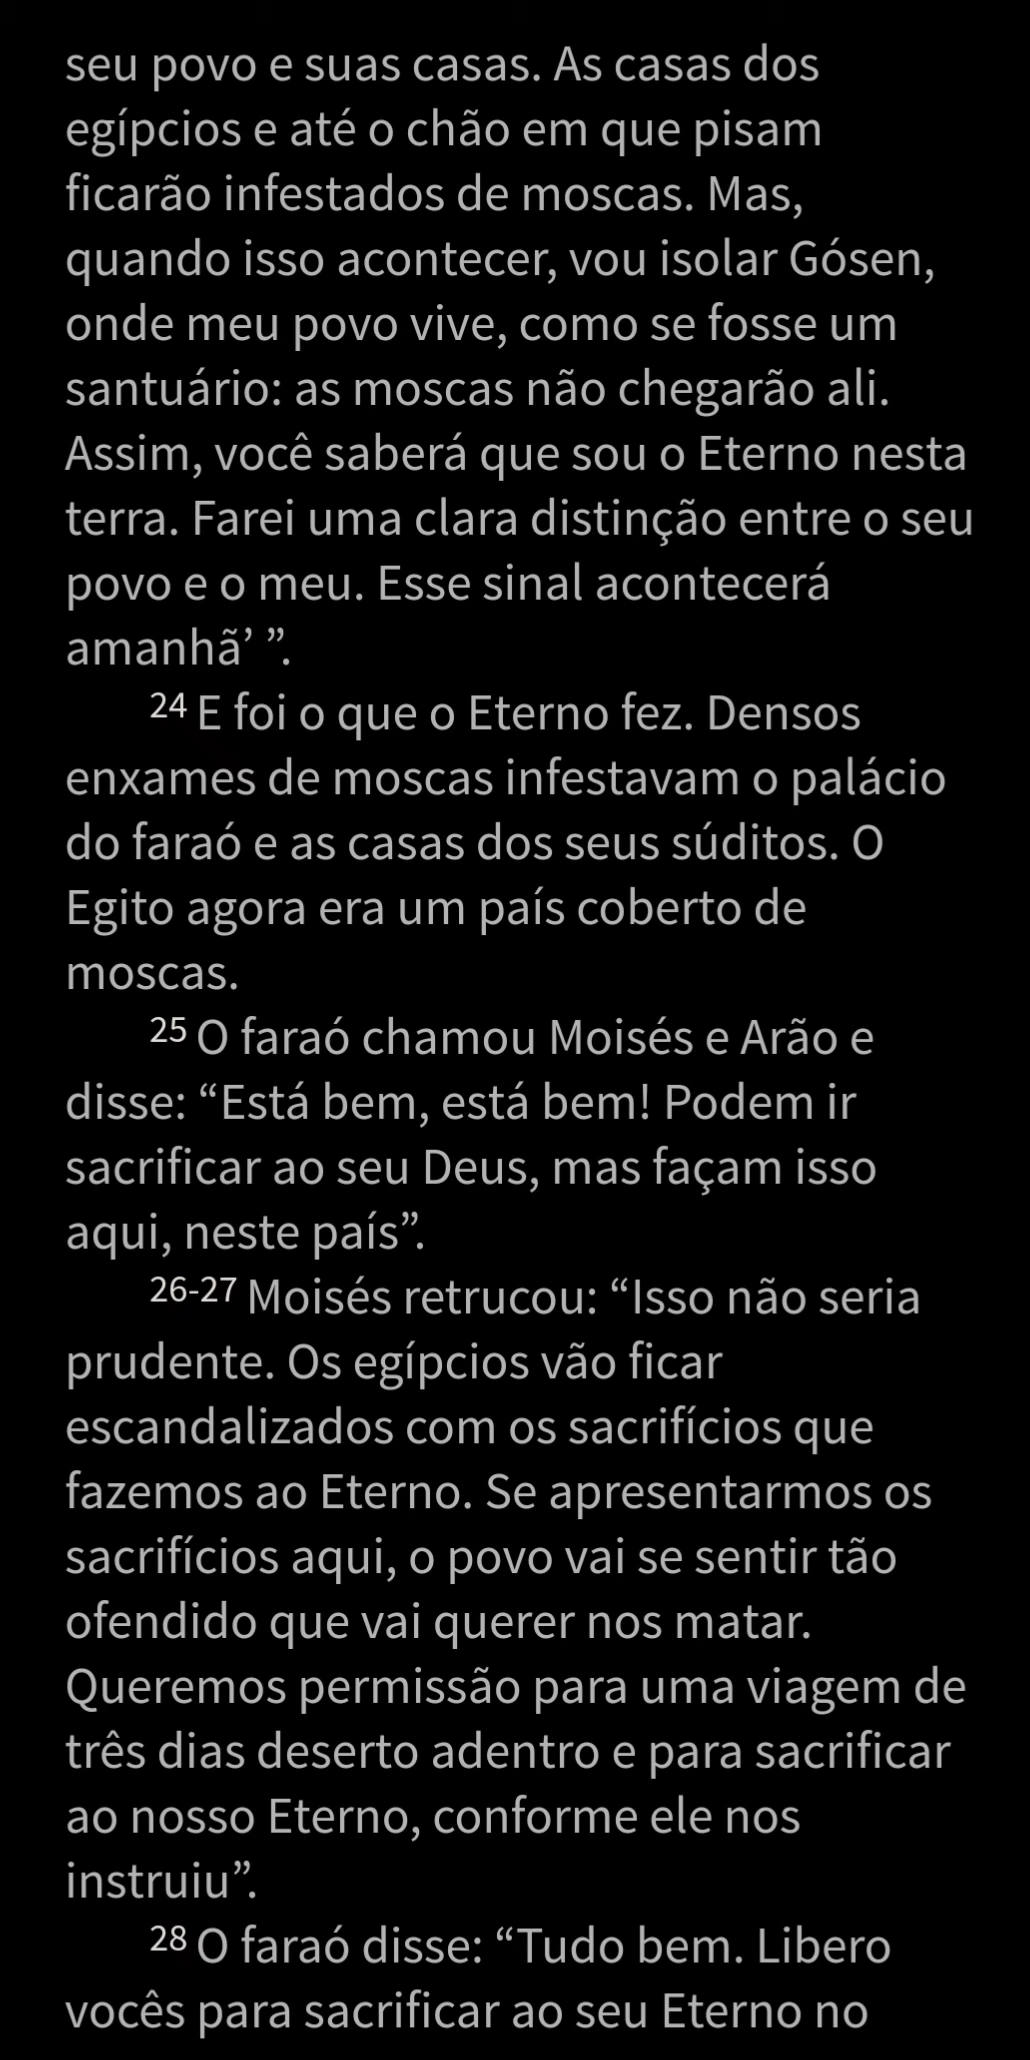 seu povo e suas casas. As casas dos
egípcios e até o chão em que pisam
ficarão infestados de moscas. Mas,
quando isso acontecer, vou isolar Gósen,
onde meu povo vive, como se fosse um
santuário: as moscas não chegarão ali.
Assim, você saberá que sou o Eterno nesta
terra. Farei uma clara distinção entre o seu
povo e o meu. Esse sinal acontecerá
amanhã’ ”.
24 E foi o que o Eterno fez. Densos
enxames de moscas infestavam o palácio
do faraó e as casas dos seus súditos. O
Egito agora era um país coberto de
moscas.
25 O faraó chamou Moisés e Arão e
disse: “Está bem, está bem! Podem ir
sacrificar ao seu Deus, mas façam isso
aqui, neste país”.
26-27 Moisés retrucou: “Isso não seria
prudente. Os egípcios vão ficar
escandalizados com os sacrifícios que
fazemos ao Eterno. Se apresentarmos os
sacrifícios aqui, o povo vai se sentir tão
ofendido que vai querer nos matar.
Queremos permissão para uma viagem de
três dias deserto adentro e para sacrificar
ao nosso Eterno, conforme ele nos
instruiu”.
28 O faraó disse: “Tudo bem. Libero
vocês para sacrificar ao seu Eterno no